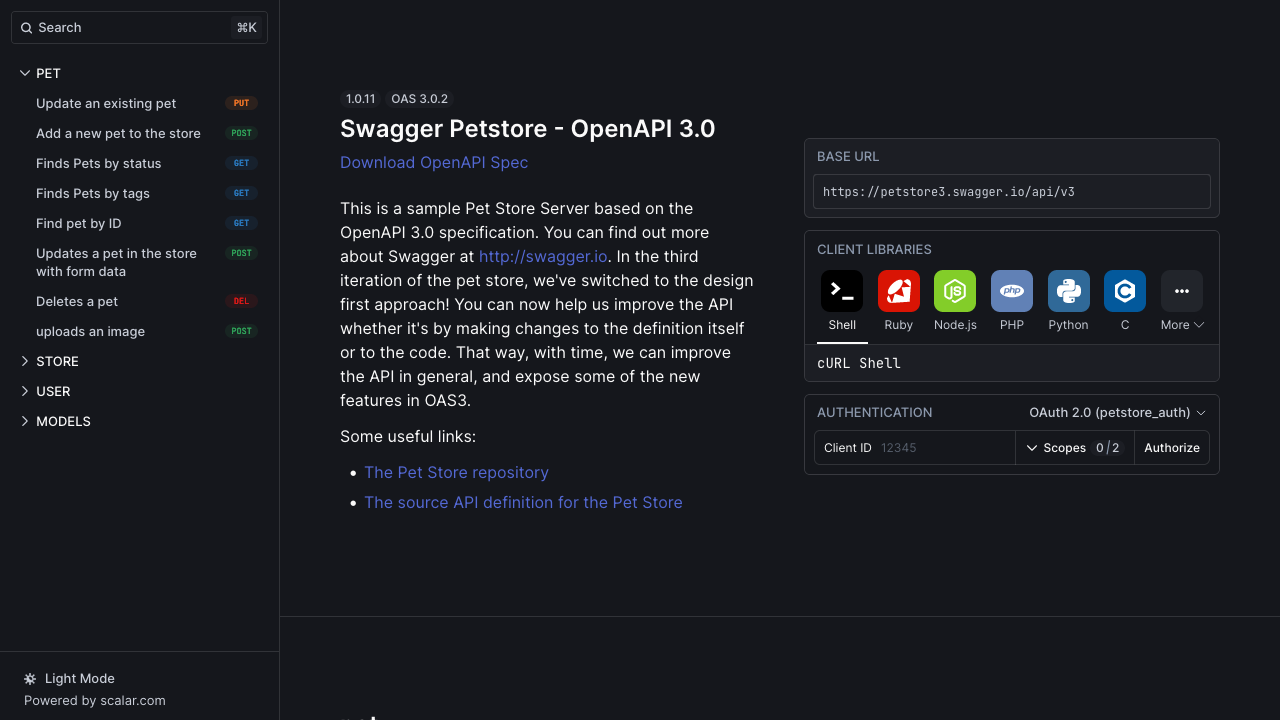 Search ⌘K
PET
Update an existing pet PUT
Add a new pet to the store POST
Finds Pets by status GET
Finds Pets by tags GET
Find pet by ID GET
Updates a pet in the store POST
with form data
Deletes a pet DEL
uploads an image POST
STORE
USER
MODELS
Light Mode
Powered by scalar.com
1.0.11 OAS 3.0.2
Swagger Petstore - OpenAPI 3.0
Download OpenAPI Spec
This is a sample Pet Store Server based on the
OpenAPI 3.0 specification. You can find out more
about Swagger at http://swagger.io. In the third
iteration of the pet store, we've switched to the design
first approach! You can now help us improve the API
whether it's by making changes to the definition itself
or to the code. That way, with time, we can improve
the API in general, and expose some of the new
features in OAS3.
Some useful links:
• The Pet Store repository
• The source API definition for the Pet Store
BASE URL
https://petstore3.swagger.io/api/v3
CLIENT LIBRARIES
Shell Ruby Node.js PHP Python C More
cURL Shell
AUTHENTICATION OAuth 2.0 (petstore_auth)
Client ID 12345 Scopes 0/2 Authorize